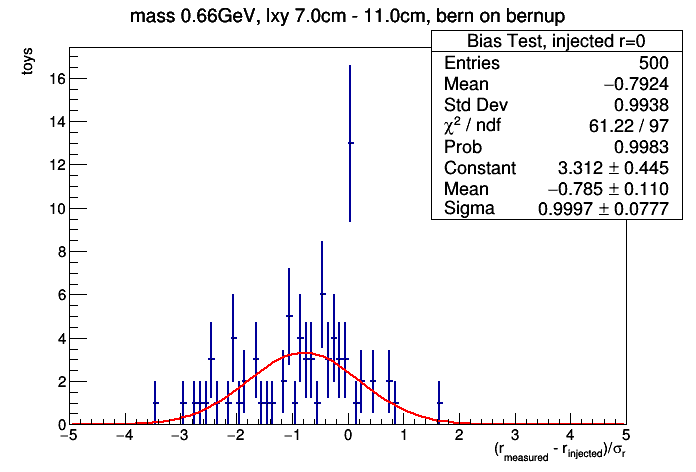 mass 0.66GeV, lxy 7.0cm - 11.0cm, bern on bernup
Bias Test, injected r=0
Entries 500
Mean −0.7924
Std Dev 0.9938
χ² / ndf 61.22 / 97
Prob 0.9983
Constant 3.312 ± 0.445
Mean −0.785 ± 0.110
Sigma 0.9997 ± 0.0777
toys
16
14
12
10
8
6
4
2
0
−5 −4 −3 −2 −1 0 1 2 3 4 5
(r_measured - r_injected)/σ_r